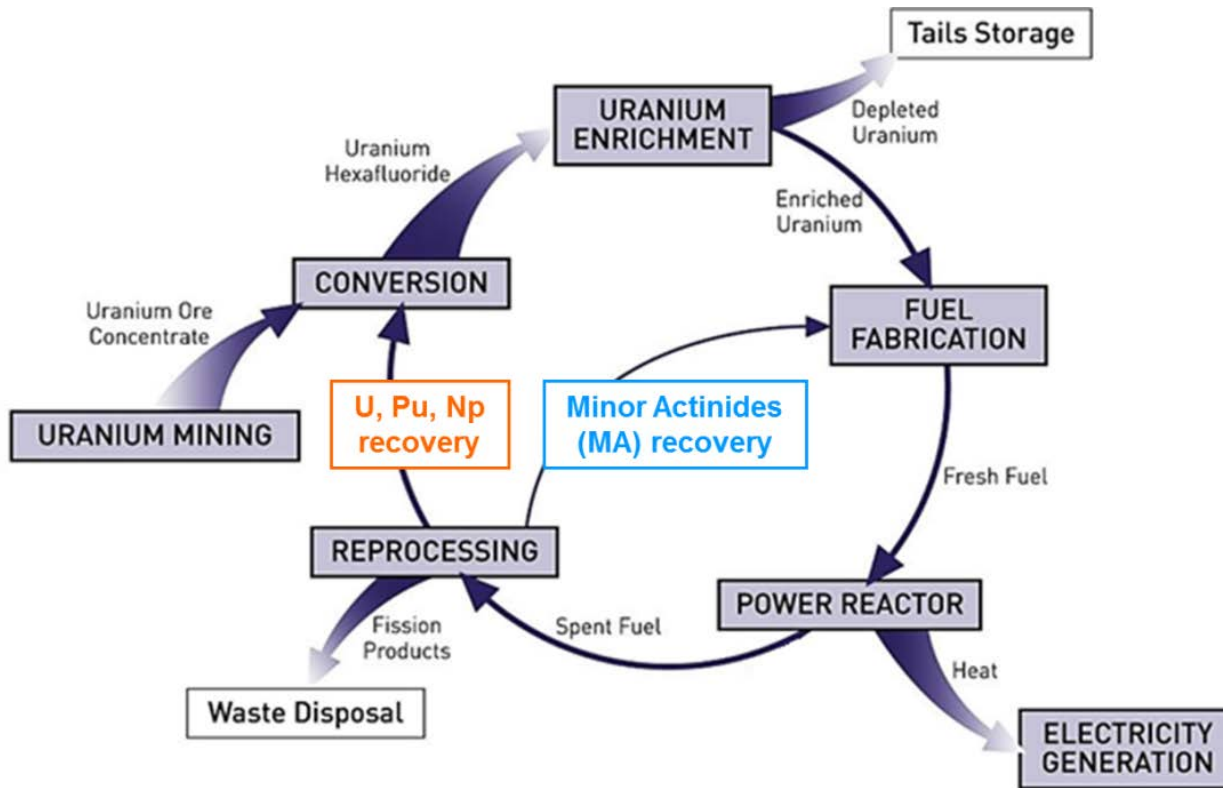 Tails Storage
URANIUM
ENRICHMENT
Depleted
Uranium
Uranium
Hexafluoride
Enriched
Uranium
CONVERSION
Uranium Ore
Concentrate
FUEL
FABRICATION
URANIUM MINING
U, Pu, Np
recovery
Minor Actinides
(MA) recovery
Fresh Fuel
REPROCESSING
POWER REACTOR
Fission
Products
Spent Fuel
Heat
Waste Disposal
ELECTRICITY
GENERATION